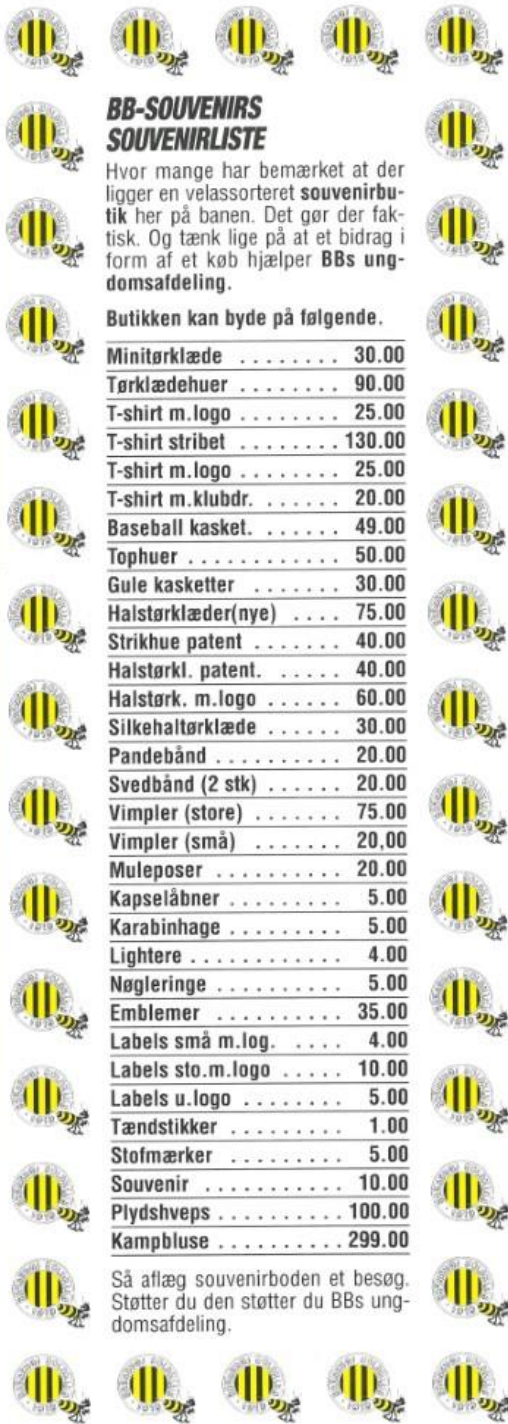 BB-SOUVENIRS
SOUVENIRLISTE
Hvor mange har bemærket at der
ligger en velassorteret souvenirbu-
tik her på banen. Det gør der fak-
tisk. Og tænk lige på at et bidrag i
form af et køb hjælper BBs ung-
domsafdeling.
Butikken kan byde på følgende.
Minitørklæde . . . . . . . . 30.00
Tørklædehuer . . . . . . . . 90.00
T-shirt m.logo . . . . . . . . 25.00
T-shirt stribet . . . . . . . . 130.00
T-shirt m.logo . . . . . . . . 25.00
T-shirt m.klubdr. . . . . . . 20.00
Baseball kasket. . . . . . . 49.00
Tophuer . . . . . . . . . . . . 50.00
Gule kasketter . . . . . . . 30.00
Halstørklæder(nye) . . . . 75.00
Strikhue patent . . . . . . . 40.00
Halstørkl. patent. . . . . . 40.00
Halstørk. m.logo . . . . . . 60.00
Silkehaltørklæde . . . . . . 30.00
Pandebånd . . . . . . . . . . 20.00
Svedbånd (2 stk) . . . . . . 20.00
Vimpler (store) . . . . . . . 75.00
Vimpler (små) . . . . . . . 20,00
Muleposer . . . . . . . . . . 20.00
Kapselåbner . . . . . . . . . 5.00
Karabinhage . . . . . . . . . 5.00
Lightere . . . . . . . . . . . . 4.00
Nøgleringe . . . . . . . . . . 5.00
Emblemer . . . . . . . . . . 35.00
Labels små m.log. . . . . 4.00
Labels sto.m.logo . . . . . 10.00
Labels u.logo . . . . . . . . 5.00
Tændstikker . . . . . . . . . 1.00
Stofmærker . . . . . . . . . 5.00
Souvenir . . . . . . . . . . . 10.00
Plydshveps . . . . . . . . . . 100.00
Kampbluse . . . . . . . . . . 299.00
Så aflæg souvenirboden et besøg.
Støtter du den støtter du BBs ung-
domsafdeling.